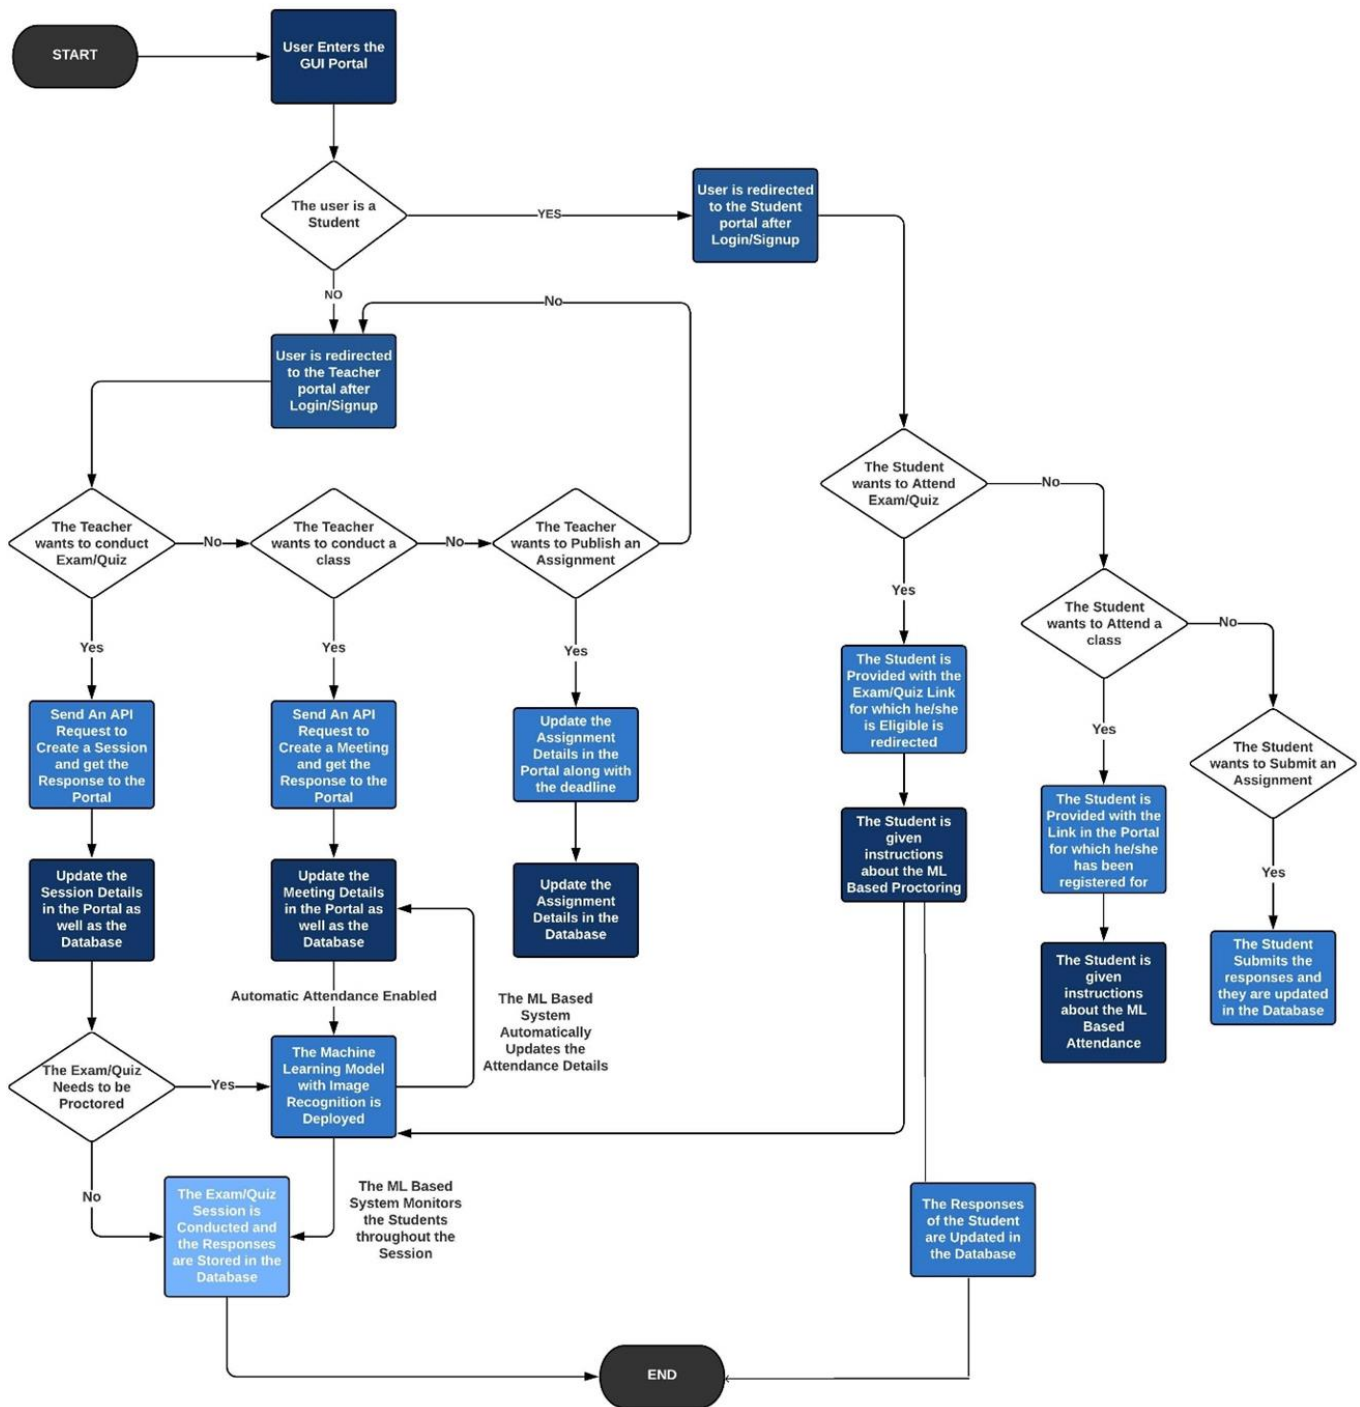 START
User Enters the
GUI Portal
The user is a
Student
YES
User is redirected
to the Student
portal after
Login/Signup
NO
No
User is redirected
to the Teacher
portal after
Login/Signup
The Teacher
wants to conduct
Exam/Quiz
No
The Teacher
wants to conduct a
class
No
The Teacher
wants to Publish an
Assignment
The Student
wants to Attend
Exam/Quiz
No
Yes
Yes
Yes
Yes
The Student
wants to Attend a
class
No
Send An API
Request to
Create a Session
and get the
Response to the
Portal
Send An API
Request to
Create a Meeting
and get the
Response to the
Portal
Update the
Assignment
Details in the
Portal along with
the deadline
The Student is
Provided with the
Exam/Quiz Link
for which he/she
is Eligible is
redirected
Yes
The Student
wants to Submit an
Assignment
Update the
Session Details
in the Portal as
well as the
Database
Update the
Meeting Details
in the Portal as
well as the
Database
Update the
Assignment
Details in the
Database
The Student is
given
instructions
about the ML
Based Proctoring
The Student is
Provided with the
Link in the Portal
for which he/she
has been
registered for
Yes
Automatic Attendance Enabled
The ML Based
System
Automatically
Updates the
Attendance Details
The Student is
given
instructions
about the ML
Based
Attendance
The Student
Submits the
responses and
they are updated
in the Database
The Exam/Quiz
Needs to be
Proctored
Yes
The Machine
Learning Model
with Image
Recognition is
Deployed
No
The Exam/Quiz
Session is
Conducted and
the Responses
are Stored in the
Database
The ML Based
System Monitors
the Students
throughout the
Session
The Responses
of the Student
are Updated in
the Database
END